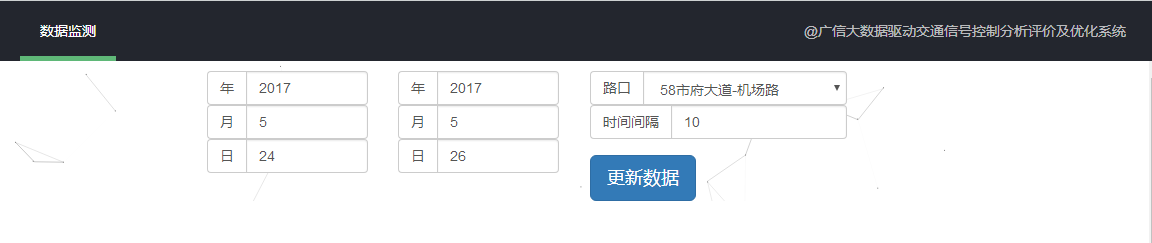 数据监测
@广信大数据驱动交通信号控制分析评价及优化系统
年 2017
年 2017
路口 58市府大道-机场路
月 5
月 5
时间间隔 10
日 24
日 26
更新数据